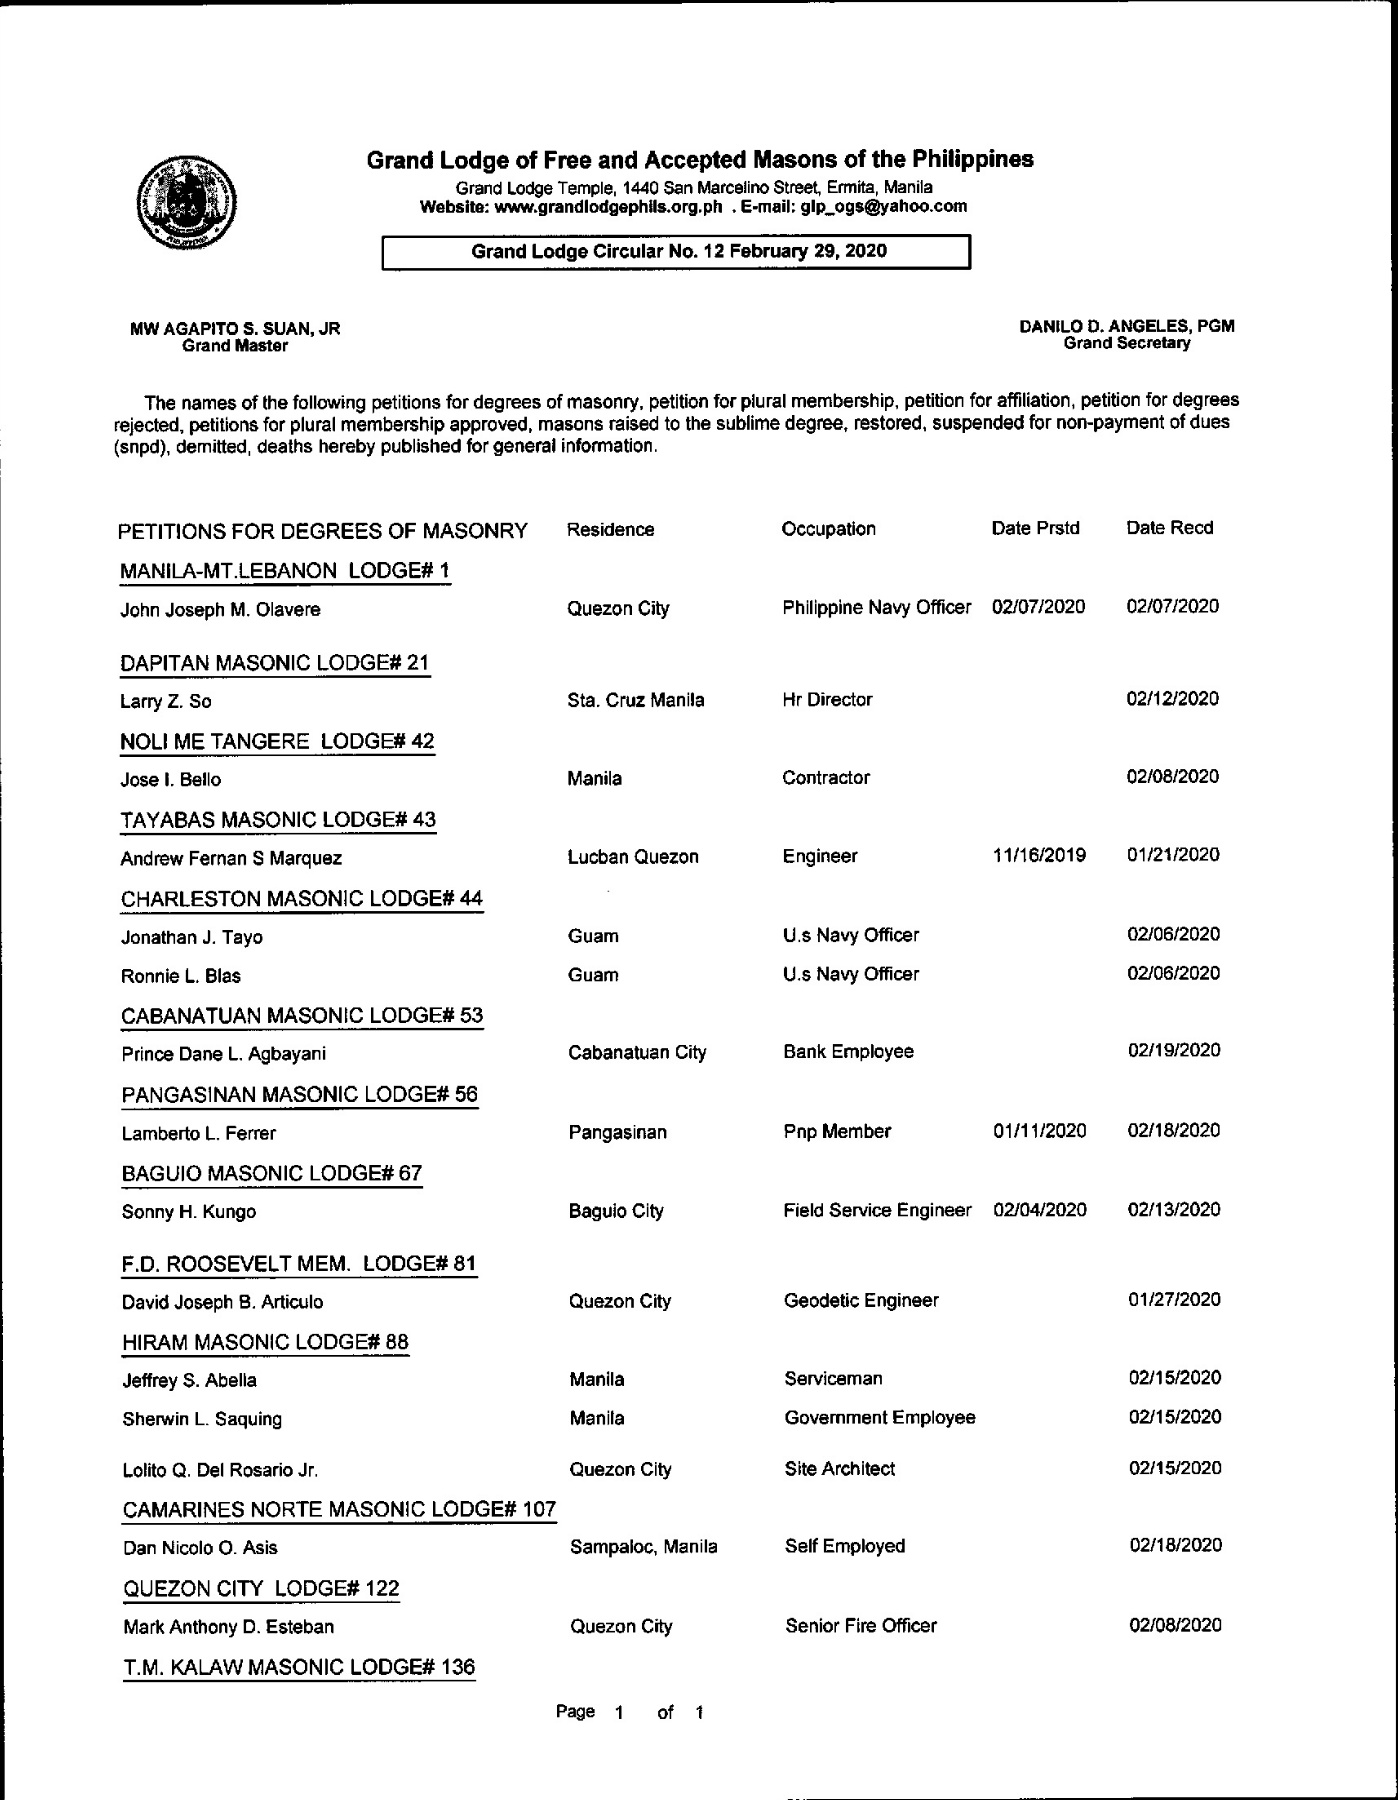 Grand Lodge of Free and Accepted Masons of the Philippines
Grand Lodge Temple, 1440 San Marcelino Street, Ermita, Manila
Website: www.grandlodgephils.org.ph . E-mail: glp_ogs@yahoo.com
Grand Lodge Circular No. 12 February 29, 2020
MW AGAPITO S. SUAN, JR
Grand Master
DANILO D. ANGELES, PGM
Grand Secretary
The names of the following petitions for degrees of masonry, petition for plural membership, petition for affiliation, petition for degrees
rejected, petitions for plural membership approved, masons raised to the sublime degree, restored, suspended for non-payment of dues
(snpd), demitted, deaths hereby published for general information.
PETITIONS FOR DEGREES OF MASONRY Residence Occupation Date Prstd Date Recd
MANILA-MT.LEBANON LODGE# 1
John Joseph M. Olavere Quezon City Philippine Navy Officer 02/07/2020 02/07/2020
DAPITAN MASONIC LODGE# 21
Larry Z. So Sta. Cruz Manila Hr Director 02/12/2020
NOLI ME TANGERE LODGE# 42
Jose I. Bello Manila Contractor 02/08/2020
TAYABAS MASONIC LODGE# 43
Andrew Fernan S Marquez Lucban Quezon Engineer 11/16/2019 01/21/2020
CHARLESTON MASONIC LODGE# 44
Jonathan J. Tayo Guam U.s Navy Officer 02/06/2020
Ronnie L. Blas Guam U.s Navy Officer 02/06/2020
CABANATUAN MASONIC LODGE# 53
Prince Dane L. Agbayani Cabanatuan City Bank Employee 02/19/2020
PANGASINAN MASONIC LODGE# 56
Lamberto L. Ferrer Pangasinan Pnp Member 01/11/2020 02/18/2020
BAGUIO MASONIC LODGE# 67
Sonny H. Kungo Baguio City Field Service Engineer 02/04/2020 02/13/2020
F.D. ROOSEVELT MEM. LODGE# 81
David Joseph B. Articulo Quezon City Geodetic Engineer 01/27/2020
HIRAM MASONIC LODGE# 88
Jeffrey S. Abella Manila Serviceman 02/15/2020
Sherwin L. Saquing Manila Government Employee 02/15/2020
Lolito Q. Del Rosario Jr. Quezon City Site Architect 02/15/2020
CAMARINES NORTE MASONIC LODGE# 107
Dan Nicolo O. Asis Sampaloc, Manila Self Employed 02/18/2020
QUEZON CITY LODGE# 122
Mark Anthony D. Esteban Quezon City Senior Fire Officer 02/08/2020
T.M. KALAW MASONIC LODGE# 136
Page 1 of 1